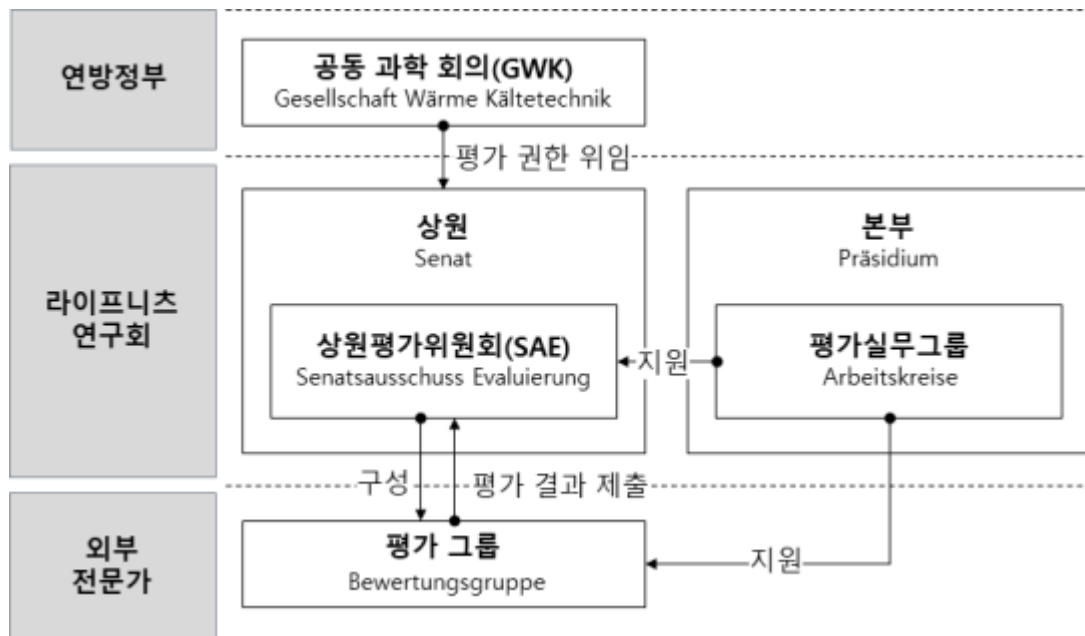 연방정부
공동 과학 회의(GWK)
Gesellschaft Wärme Kältetechnik
평가 권한 위임
라이프니츠
연구회
상원
Senat
본부
Präsidium
상원평가위원회(SAE)
Senatsausschuss Evaluierung
지원
평가실무그룹
Arbeitskreise
구성
평가 결과 제출
외부
전문가
평가 그룹
Bewertungsgruppe
지원